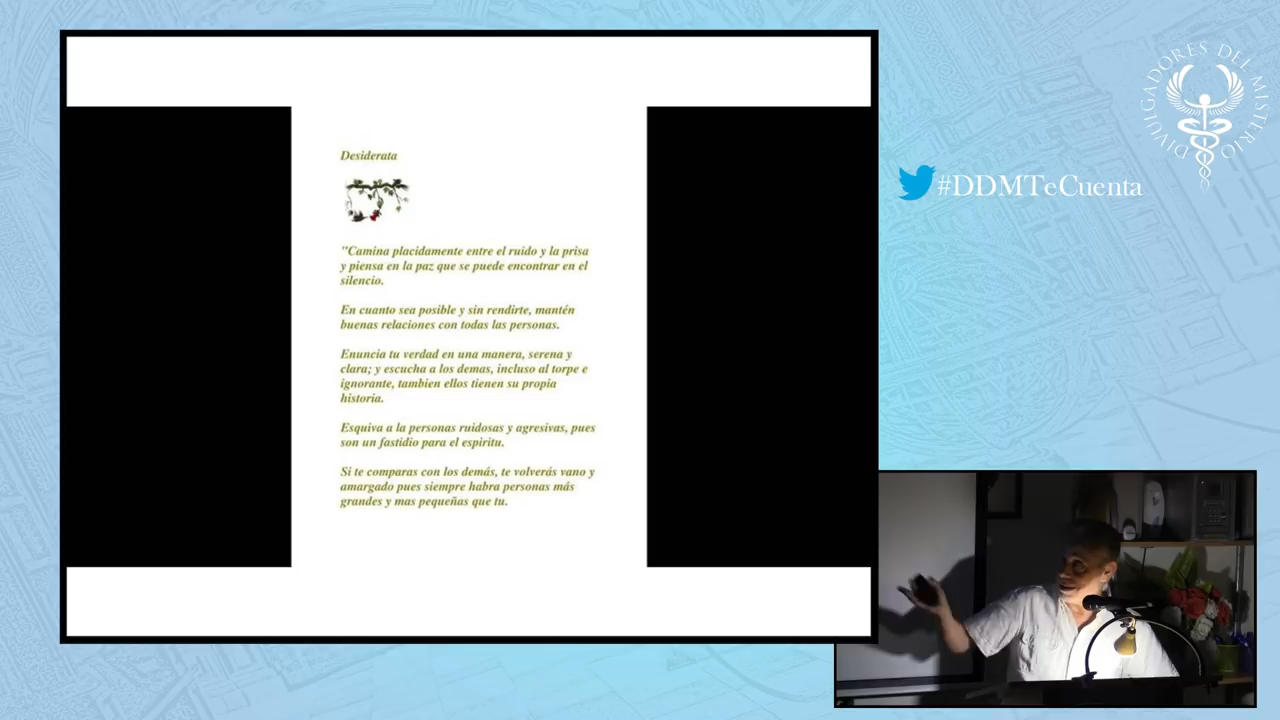 Desiderata
"Camina placidamente entre el ruido y la prisa
y piensa en la paz que se puede encontrar en el
silencio.
En cuanto sea posible y sin rendirte, mantén
buenas relaciones con todas las personas.
Enuncia tu verdad en una manera, serena y
clara; y escucha a los demas, incluso al torpe e
ignorante, tambien ellos tienen su propia
historia.
Esquiva a la personas ruidosas y agresivas, pues
son un fastidio para el espiritu.
Si te comparas con los demás, te volverás vano y
amargado pues siempre habra personas más
grandes y mas pequeñas que tu.
DIVULGADORES DEL MISTERIO
#DDMTeCuenta